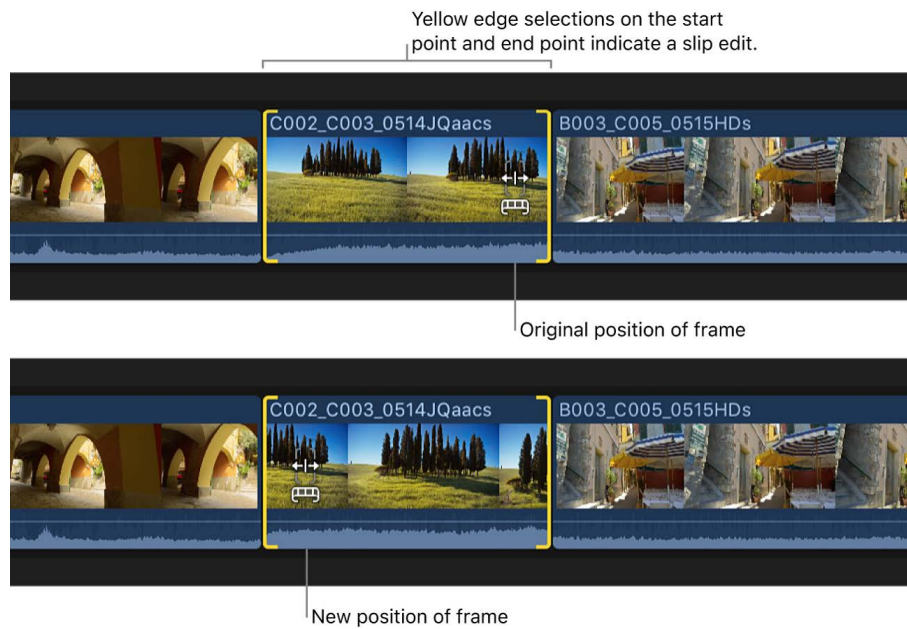 Yellow edge selections on the start
point and end point indicate a slip edit.
C002_C003_0514JQaacs
B003_C005_0515HDs
Original position of frame
C002_C003_0514JQaacs
B003_C005_0515HDs
New position of frame